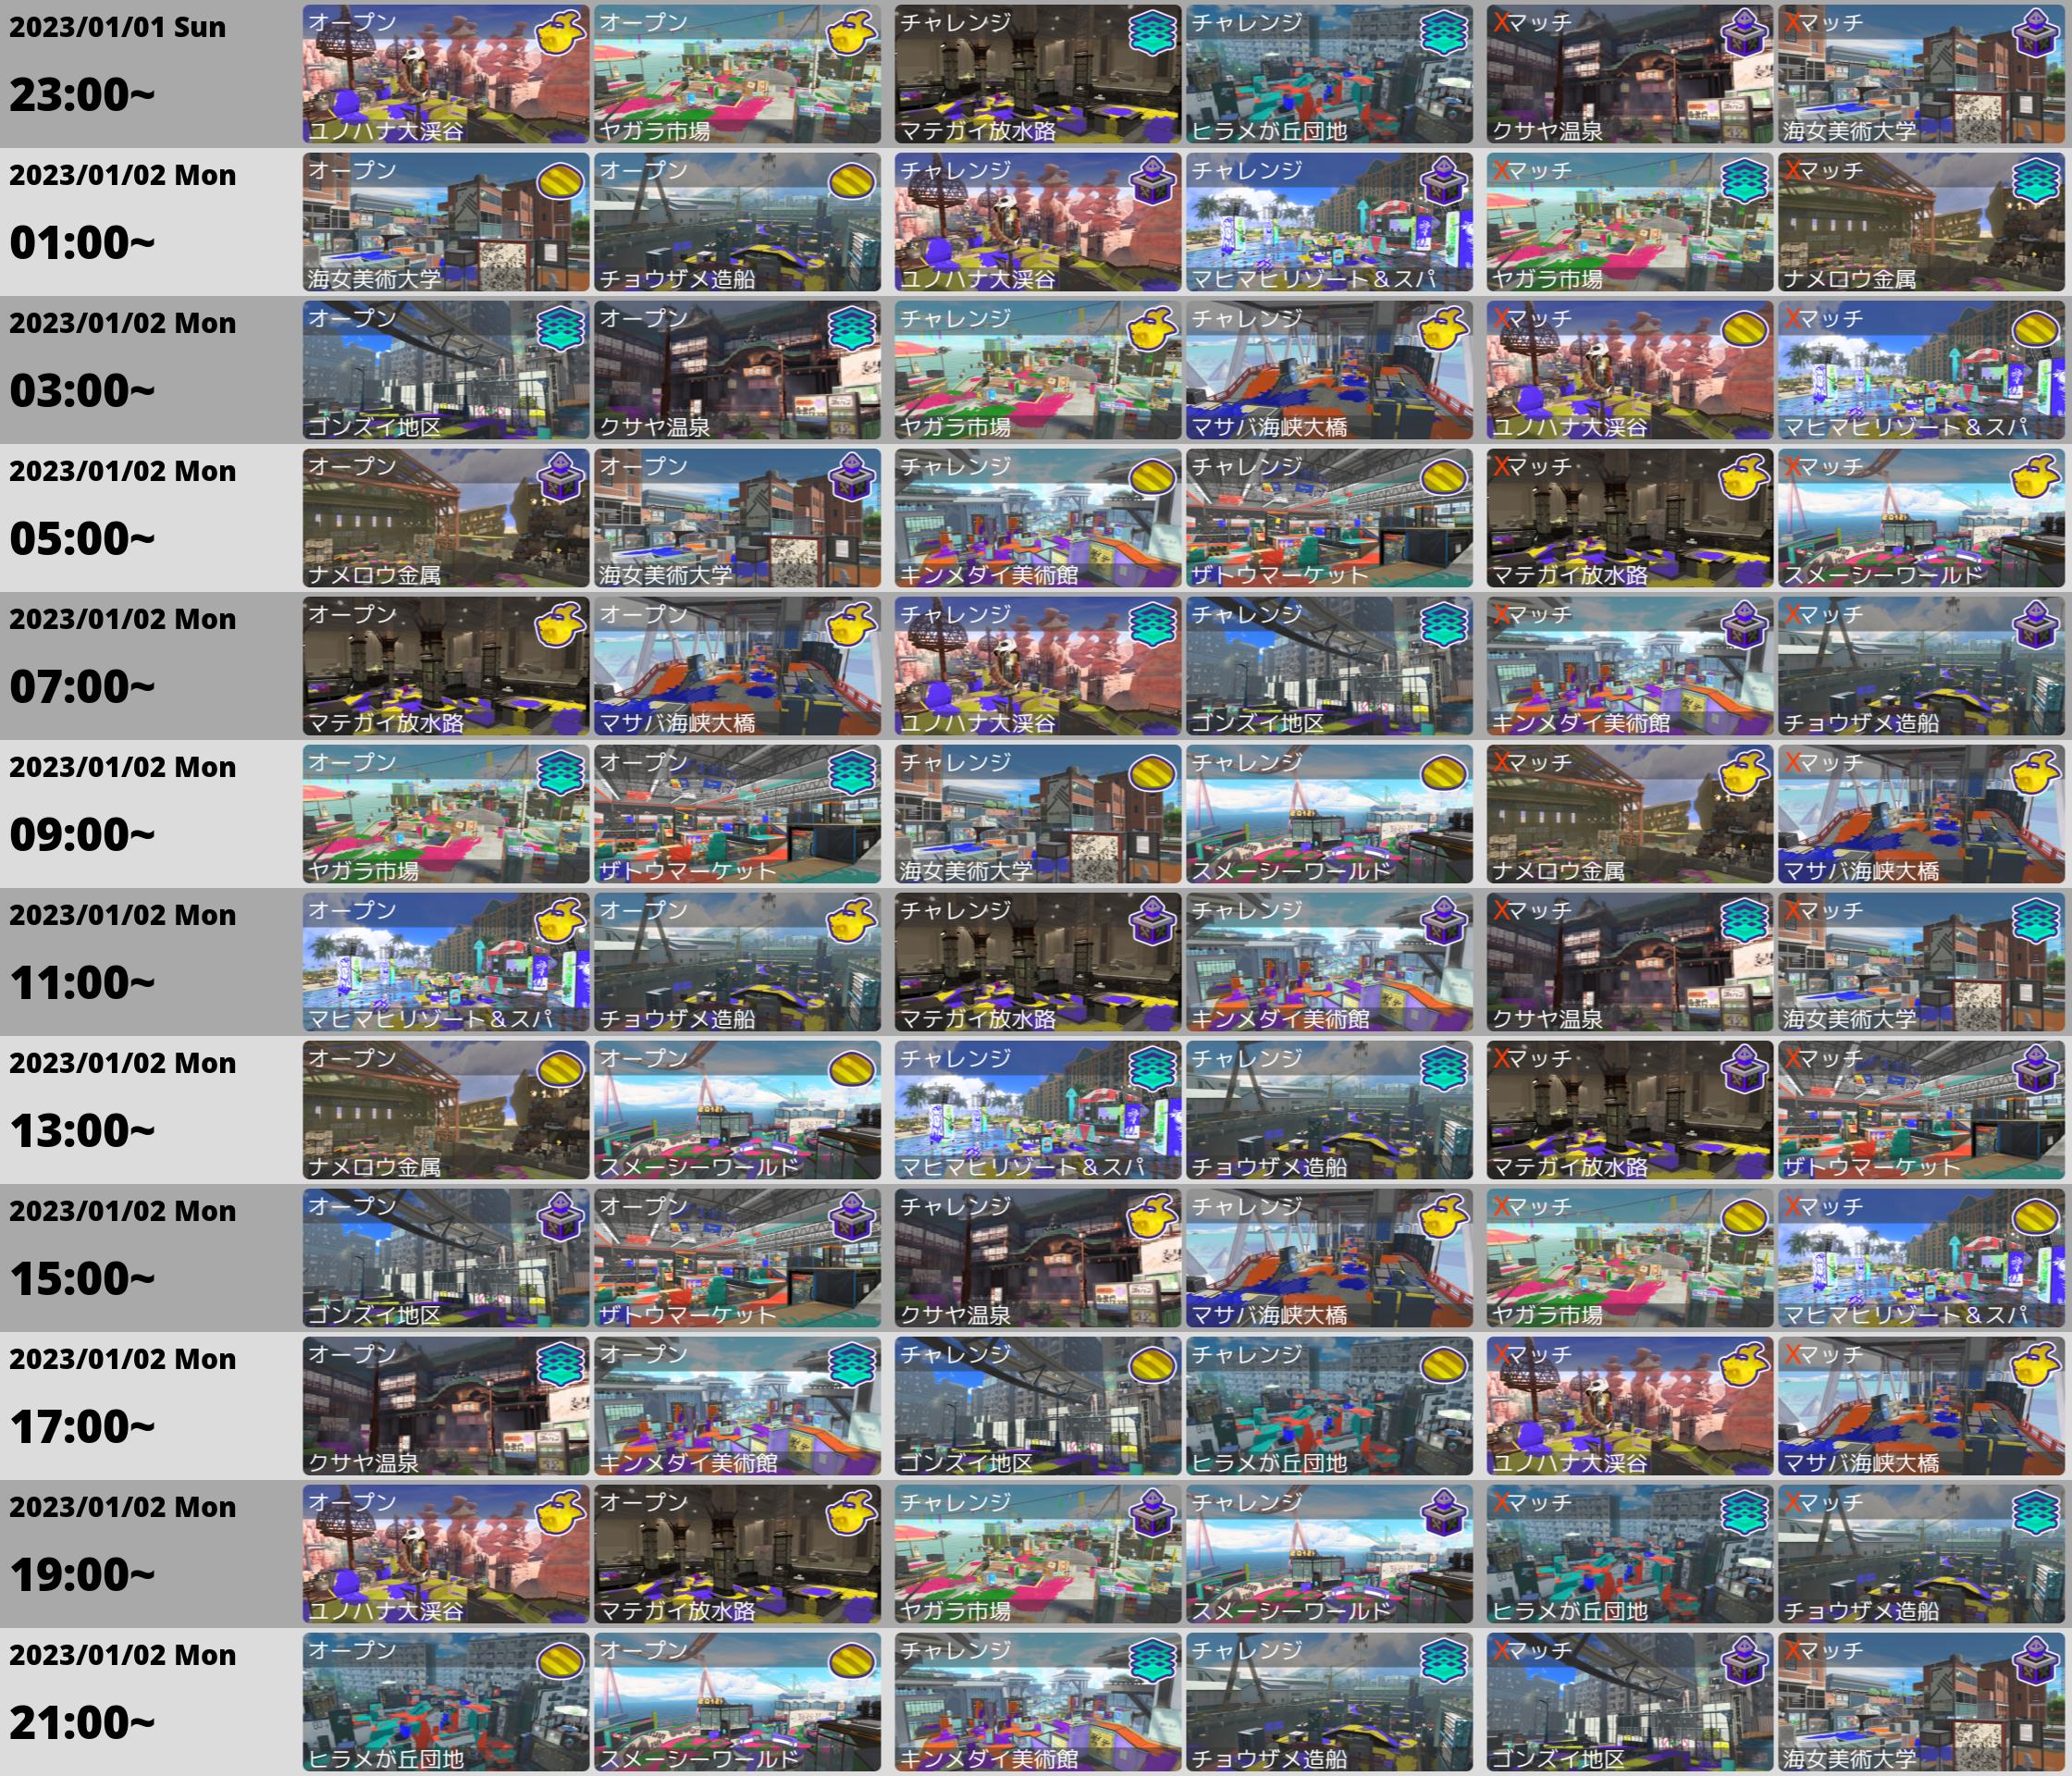 2023/01/01 Sun
23:00~
オープン オープン チャレンジ チャレンジ Xマッチ Xマッチ
ユノハナ大渓谷 ヤガラ市場 マテガイ放水路 ヒラメが丘団地 クサヤ温泉 海女美術大学
2023/01/02 Mon
01:00~
オープン オープン チャレンジ チャレンジ Xマッチ Xマッチ
海女美術大学 チョウザメ造船 ユノハナ大渓谷 マヒマヒリゾート＆スパ ヤガラ市場 ナメロウ金属
2023/01/02 Mon
03:00~
オープン オープン チャレンジ チャレンジ Xマッチ Xマッチ
ゴンズイ地区 クサヤ温泉 ヤガラ市場 マサバ海峡大橋 ユノハナ大渓谷 マヒマヒリゾート＆スパ
2023/01/02 Mon
05:00~
オープン オープン チャレンジ チャレンジ Xマッチ Xマッチ
ナメロウ金属 海女美術大学 キンメダイ美術館 ザトウマーケット マテガイ放水路 スメーシーワールド
2023/01/02 Mon
07:00~
オープン オープン チャレンジ チャレンジ Xマッチ Xマッチ
マテガイ放水路 マサバ海峡大橋 ユノハナ大渓谷 ゴンズイ地区 キンメダイ美術館 チョウザメ造船
2023/01/02 Mon
09:00~
オープン オープン チャレンジ チャレンジ Xマッチ Xマッチ
ヤガラ市場 ザトウマーケット 海女美術大学 スメーシーワールド ナメロウ金属 マサバ海峡大橋
2023/01/02 Mon
11:00~
オープン オープン チャレンジ チャレンジ Xマッチ Xマッチ
マヒマヒリゾート＆スパ チョウザメ造船 マテガイ放水路 キンメダイ美術館 クサヤ温泉 海女美術大学
2023/01/02 Mon
13:00~
オープン オープン チャレンジ チャレンジ Xマッチ Xマッチ
ナメロウ金属 スメーシーワールド マヒマヒリゾート＆スパ チョウザメ造船 マテガイ放水路 ザトウマーケット
2023/01/02 Mon
15:00~
オープン オープン チャレンジ チャレンジ Xマッチ Xマッチ
ゴンズイ地区 ザトウマーケット クサヤ温泉 マサバ海峡大橋 ヤガラ市場 マヒマヒリゾート＆スパ
2023/01/02 Mon
17:00~
オープン オープン チャレンジ チャレンジ Xマッチ Xマッチ
クサヤ温泉 キンメダイ美術館 ゴンズイ地区 ヒラメが丘団地 ユノハナ大渓谷 マサバ海峡大橋
2023/01/02 Mon
19:00~
オープン オープン チャレンジ チャレンジ Xマッチ Xマッチ
ユノハナ大渓谷 マテガイ放水路 ヤガラ市場 スメーシーワールド ヒラメが丘団地 チョウザメ造船
2023/01/02 Mon
21:00~
オープン オープン チャレンジ チャレンジ Xマッチ Xマッチ
ヒラメが丘団地 スメーシーワールド キンメダイ美術館 チョウザメ造船 ゴンズイ地区 海女美術大学